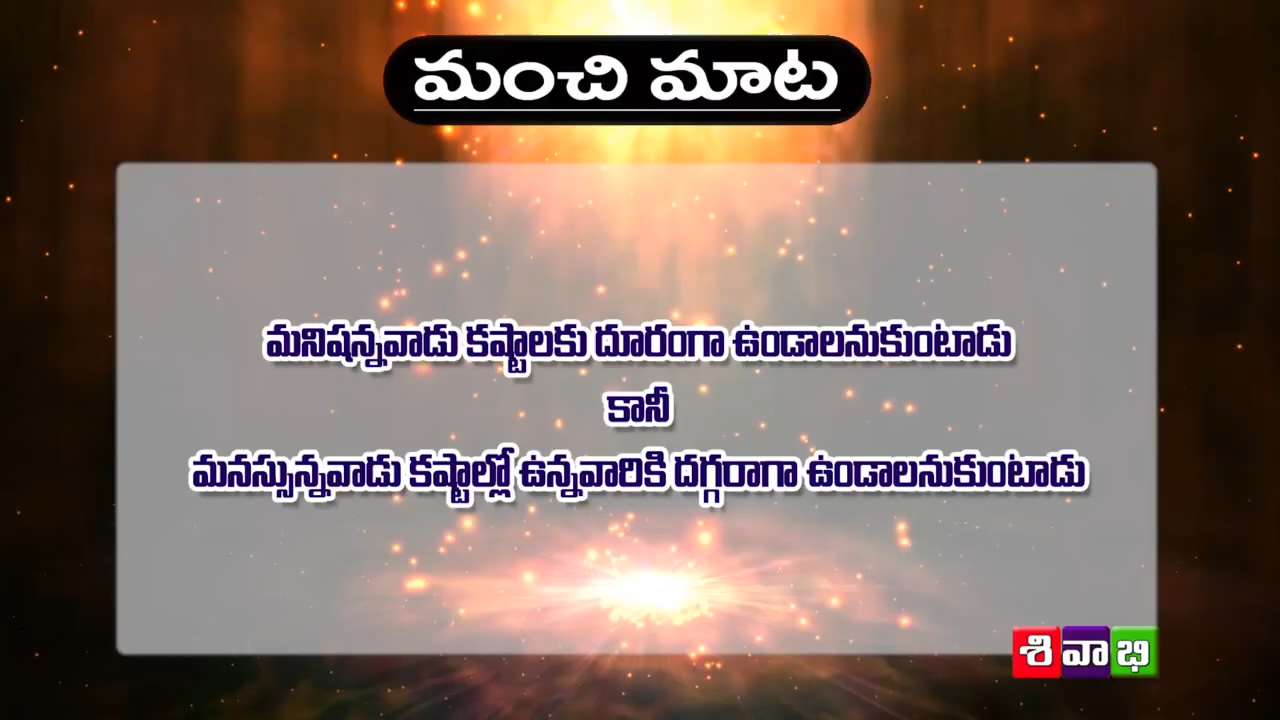 మంచి మాట
మనిషన్నవాడు కష్టాలకు దూరంగా ఉండాలనుకుంటాడు
కానీ
మనస్సున్నవాడు కష్టాల్లో ఉన్నవారికి దగ్గరాగా ఉండాలనుకుంటాడు
శివాభి